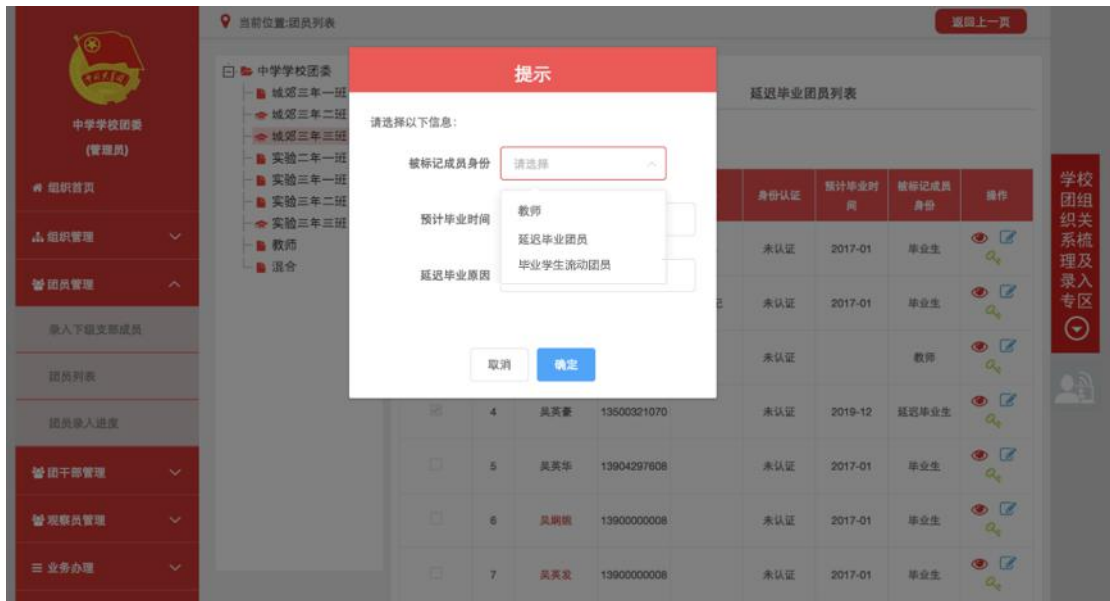 当前位置:团员列表
返回上一页
中学学校团委
(管理员)
组织首页
组织管理
团员管理
录入下级支部成员
团员列表
团员录入进度
团干部管理
观察员管理
业务办理
中学学校团委
城郊三年一班
城郊三年二班
城郊三年三班
实验二年一班
实验三年一班
实验三年二班
实验三年三班
教师
混合
提示
请选择以下信息:
被标记成员身份 请选择
教师
延迟毕业团员
毕业学生流动团员
预计毕业时间
延迟毕业原因
取消 确定
延迟毕业团员列表
身份认证 预计毕业时间 被标记成员身份 操作
未认证 2017-01 毕业生
未认证 2017-01 毕业生
未认证 教师
4 吴英豪 13500321070 未认证 2019-12 延迟毕业生
5 吴英华 13904297608 未认证 2017-01 毕业生
6 13900000008 未认证 2017-01 毕业生
7 吴英发 13900000008 未认证 2017-01 毕业生
学校
团组
织关
系梳
理及
录入
专区